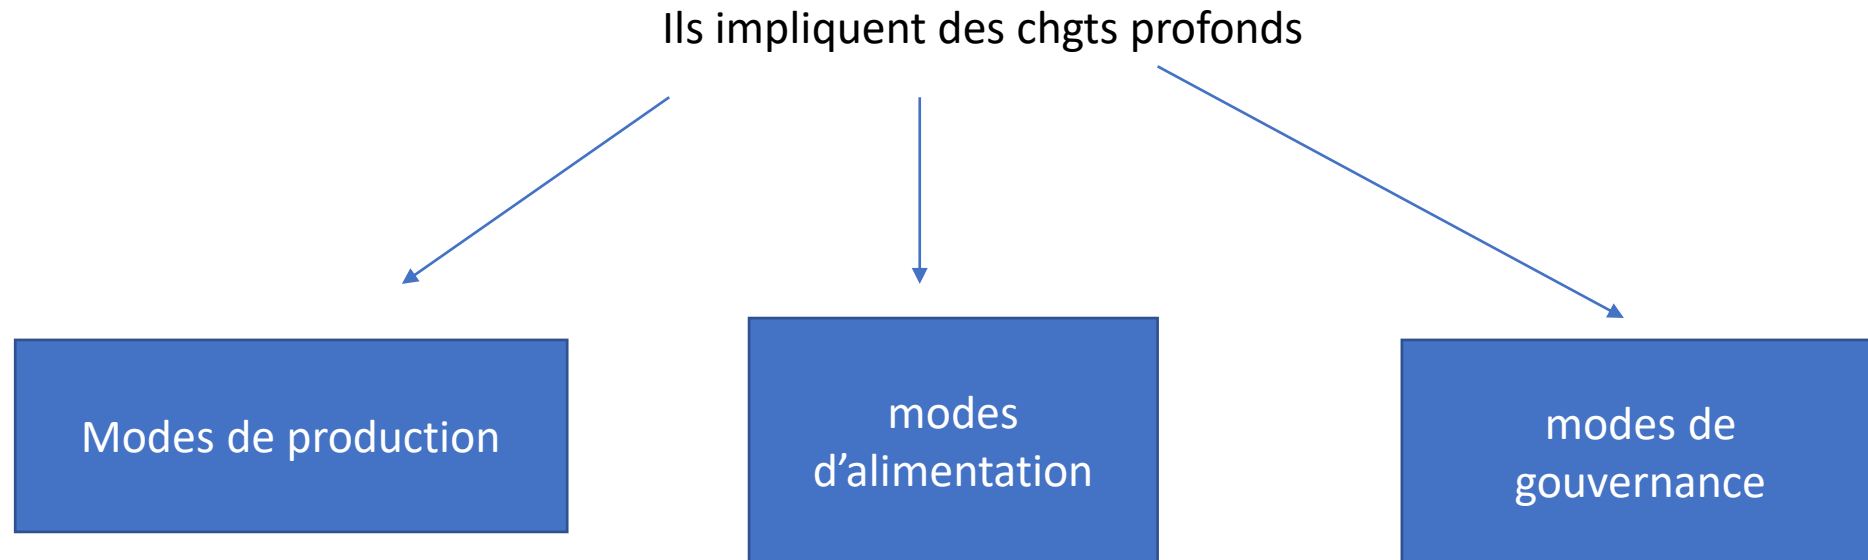 Ils impliquent des chgts profonds
Modes de production
modes
d’alimentation
modes de
gouvernance